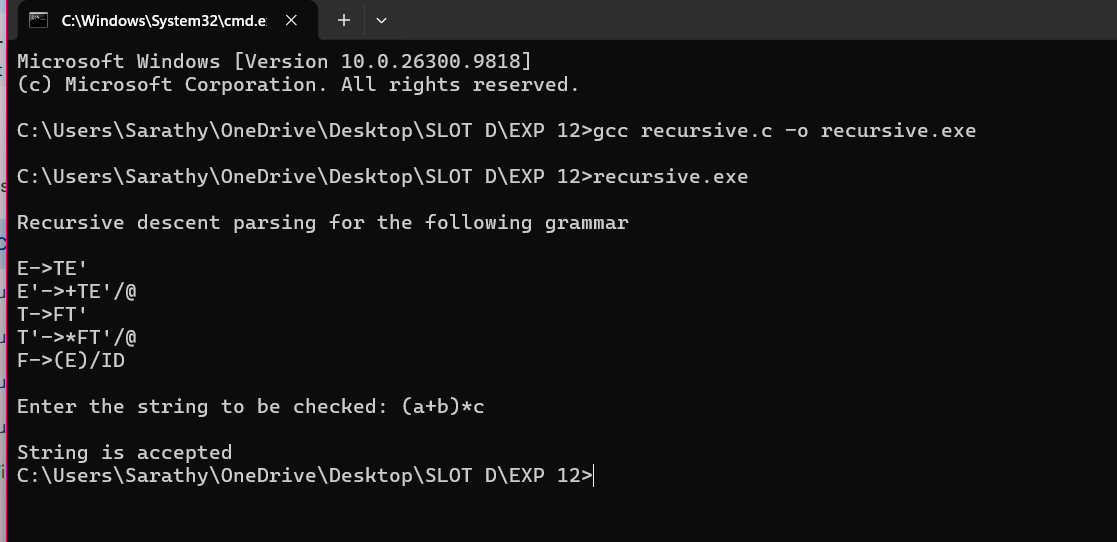 C:\Windows\System32\cmd.e
Microsoft Windows [Version 10.0.26300.9818]
(c) Microsoft Corporation. All rights reserved.
C:\Users\Sarathy\OneDrive\Desktop\SLOT D\EXP 12>gcc recursive.c -o recursive.exe
C:\Users\Sarathy\OneDrive\Desktop\SLOT D\EXP 12>recursive.exe
Recursive descent parsing for the following grammar
E->TE'
E'->+TE'/@
T->FT'
T'->*FT'/@
F->(E)/ID
Enter the string to be checked: (a+b)*c
String is accepted
C:\Users\Sarathy\OneDrive\Desktop\SLOT D\EXP 12>